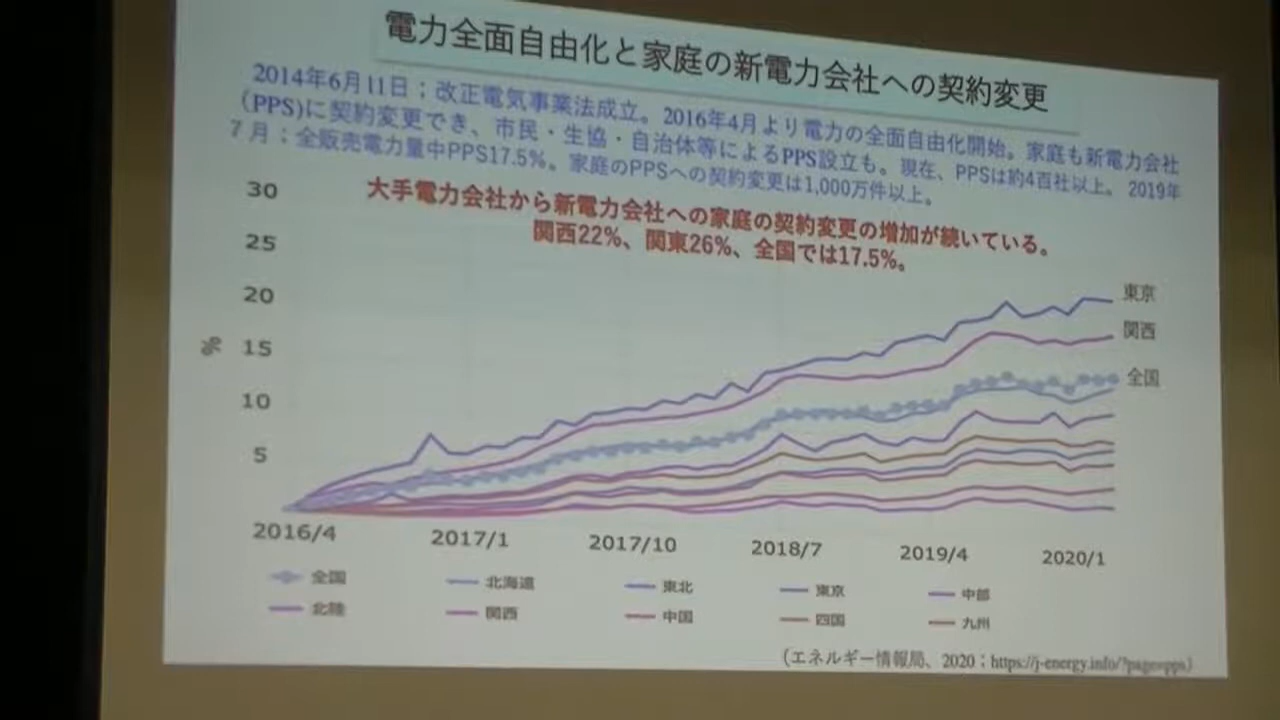 電力全面自由化と家庭の新電力会社への契約変更
2014年6月11日；改正電気事業法成立。2016年4月より電力の全面自由化開始。家庭も新電力会社
(PPS)に契約変更でき、市民・生協・自治体等によるPPS設立も。現在、PPSは約4百社以上。 2019年
7月；全販売電力量中PPS17.5%。家庭のPPSへの契約変更は1,000万件以上。
大手電力会社から新電力会社への家庭の契約変更の増加が続いている。
関西22%、関東26%、全国では17.5%。
30
25
20
%
15
10
5
東京
関西
全国
2016/4 2017/1 2017/10 2018/7 2019/4 2020/1
全国 北海道 東北 東京 中部
北陸 関西 中国 四国 九州
(エネルギー情報局、2020；https://j-energy.info/?page=pps)